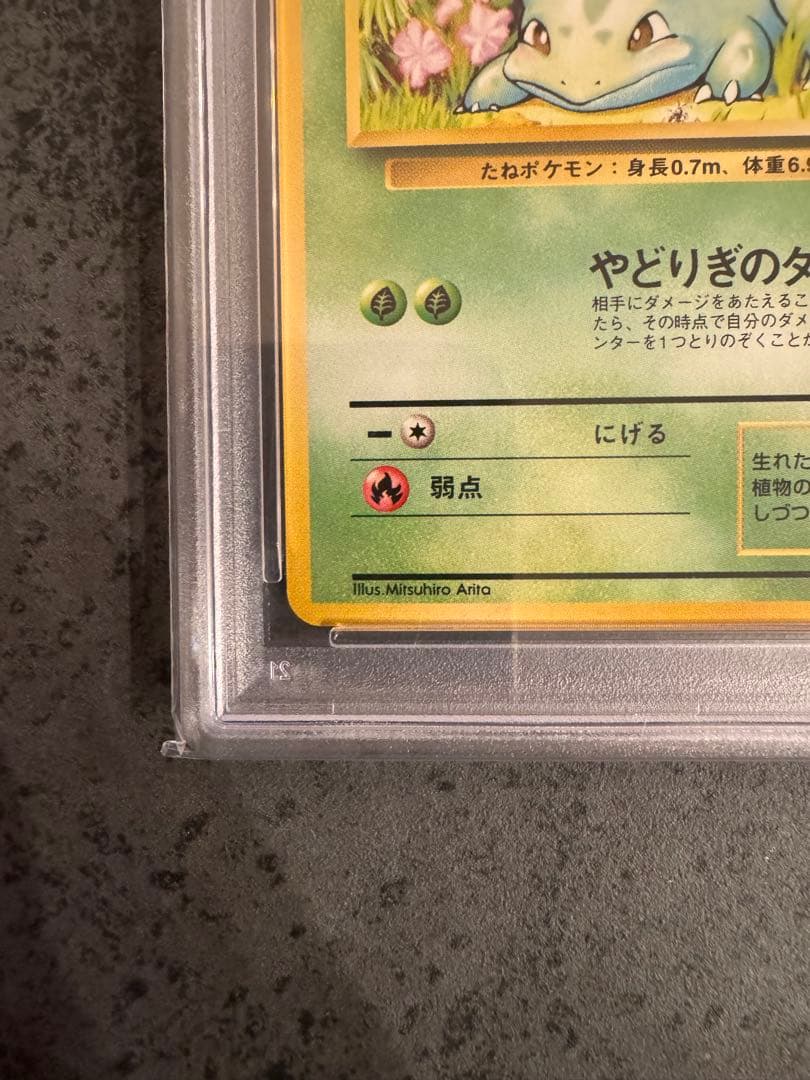 たねポケモン：身長0.7m、体重6.9
やどりぎのタ
相手にダメージをあたえるこ
たら、その時点で自分のダメ
ンターを1つとりのぞくことが
にげる
弱点
生れた
植物の
しづつ
Illus.Mitsuhiro Arita
21